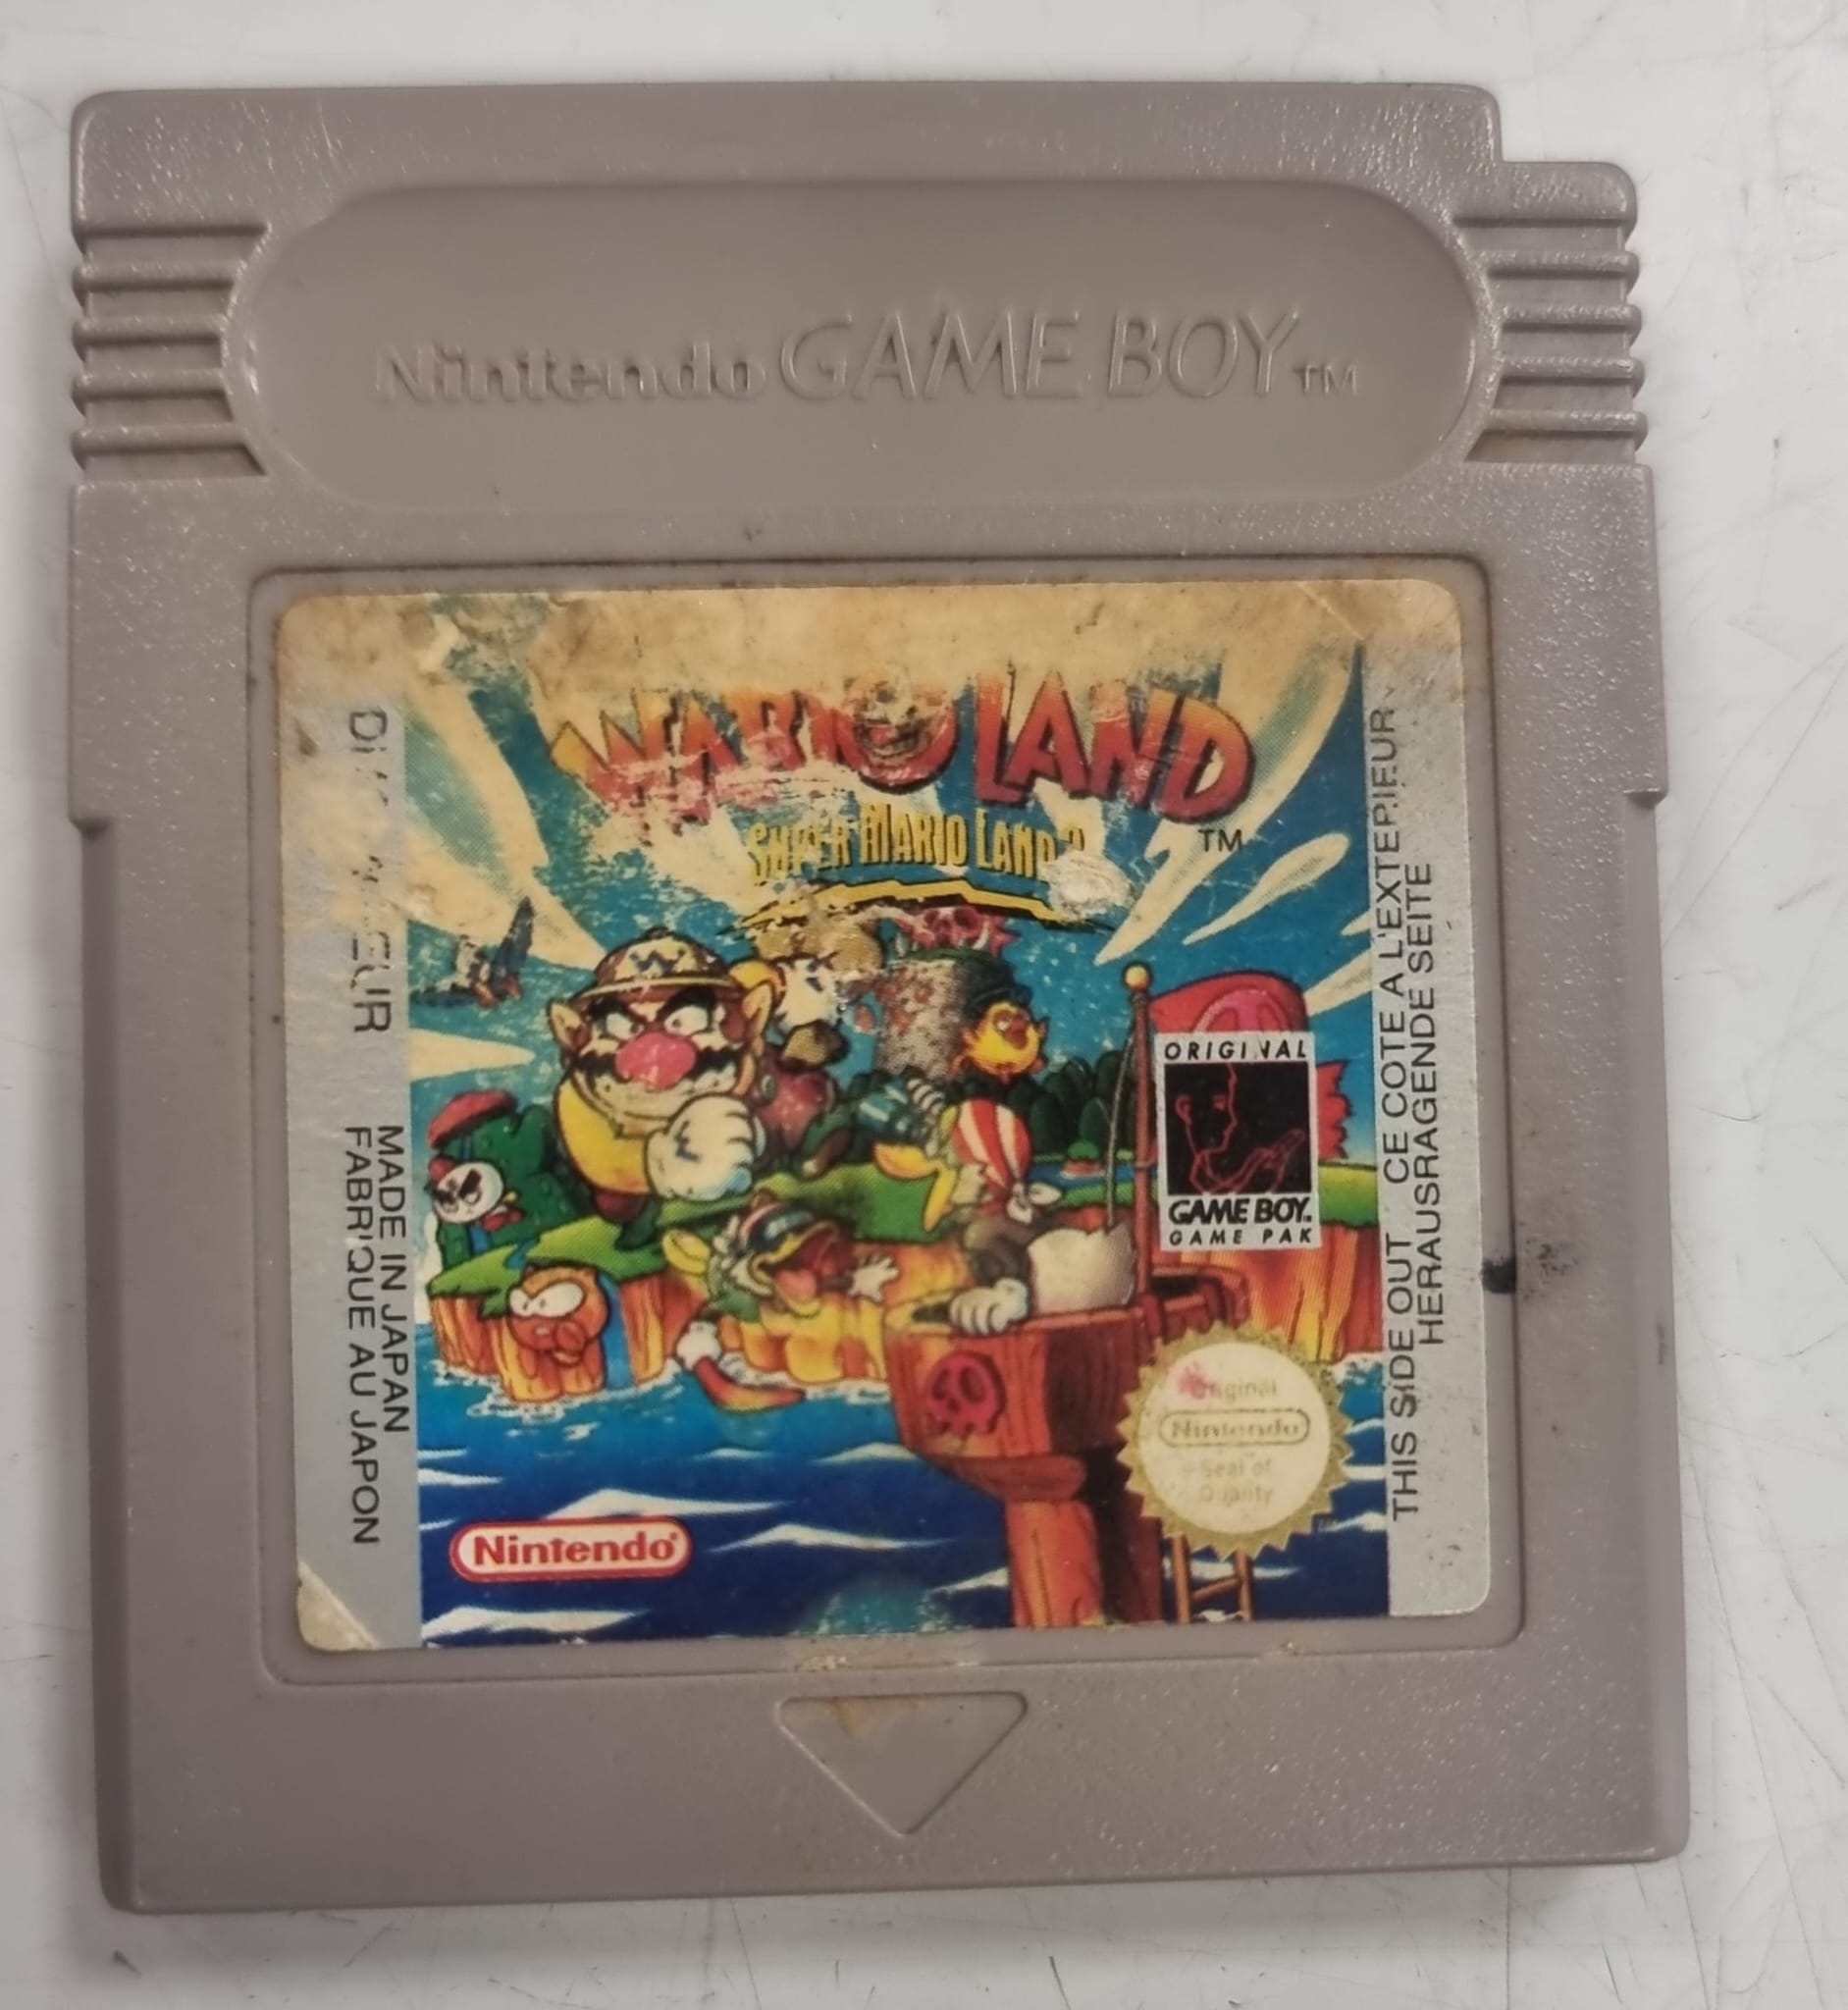 Nintendo GAME BOY™
WARIO LAND
™
SUPER MARIO LAND
W
ORIGINAL
GAME BOY.
GAME PAK
Original
Nintendo
Seal of
Quality
Nintendo®
MADE IN JAPAN
FABRIQUE AU JAPON
THIS SIDE OUT CE COTE A L'EXTERIEUR
HERAUSRAGENDE SEITE